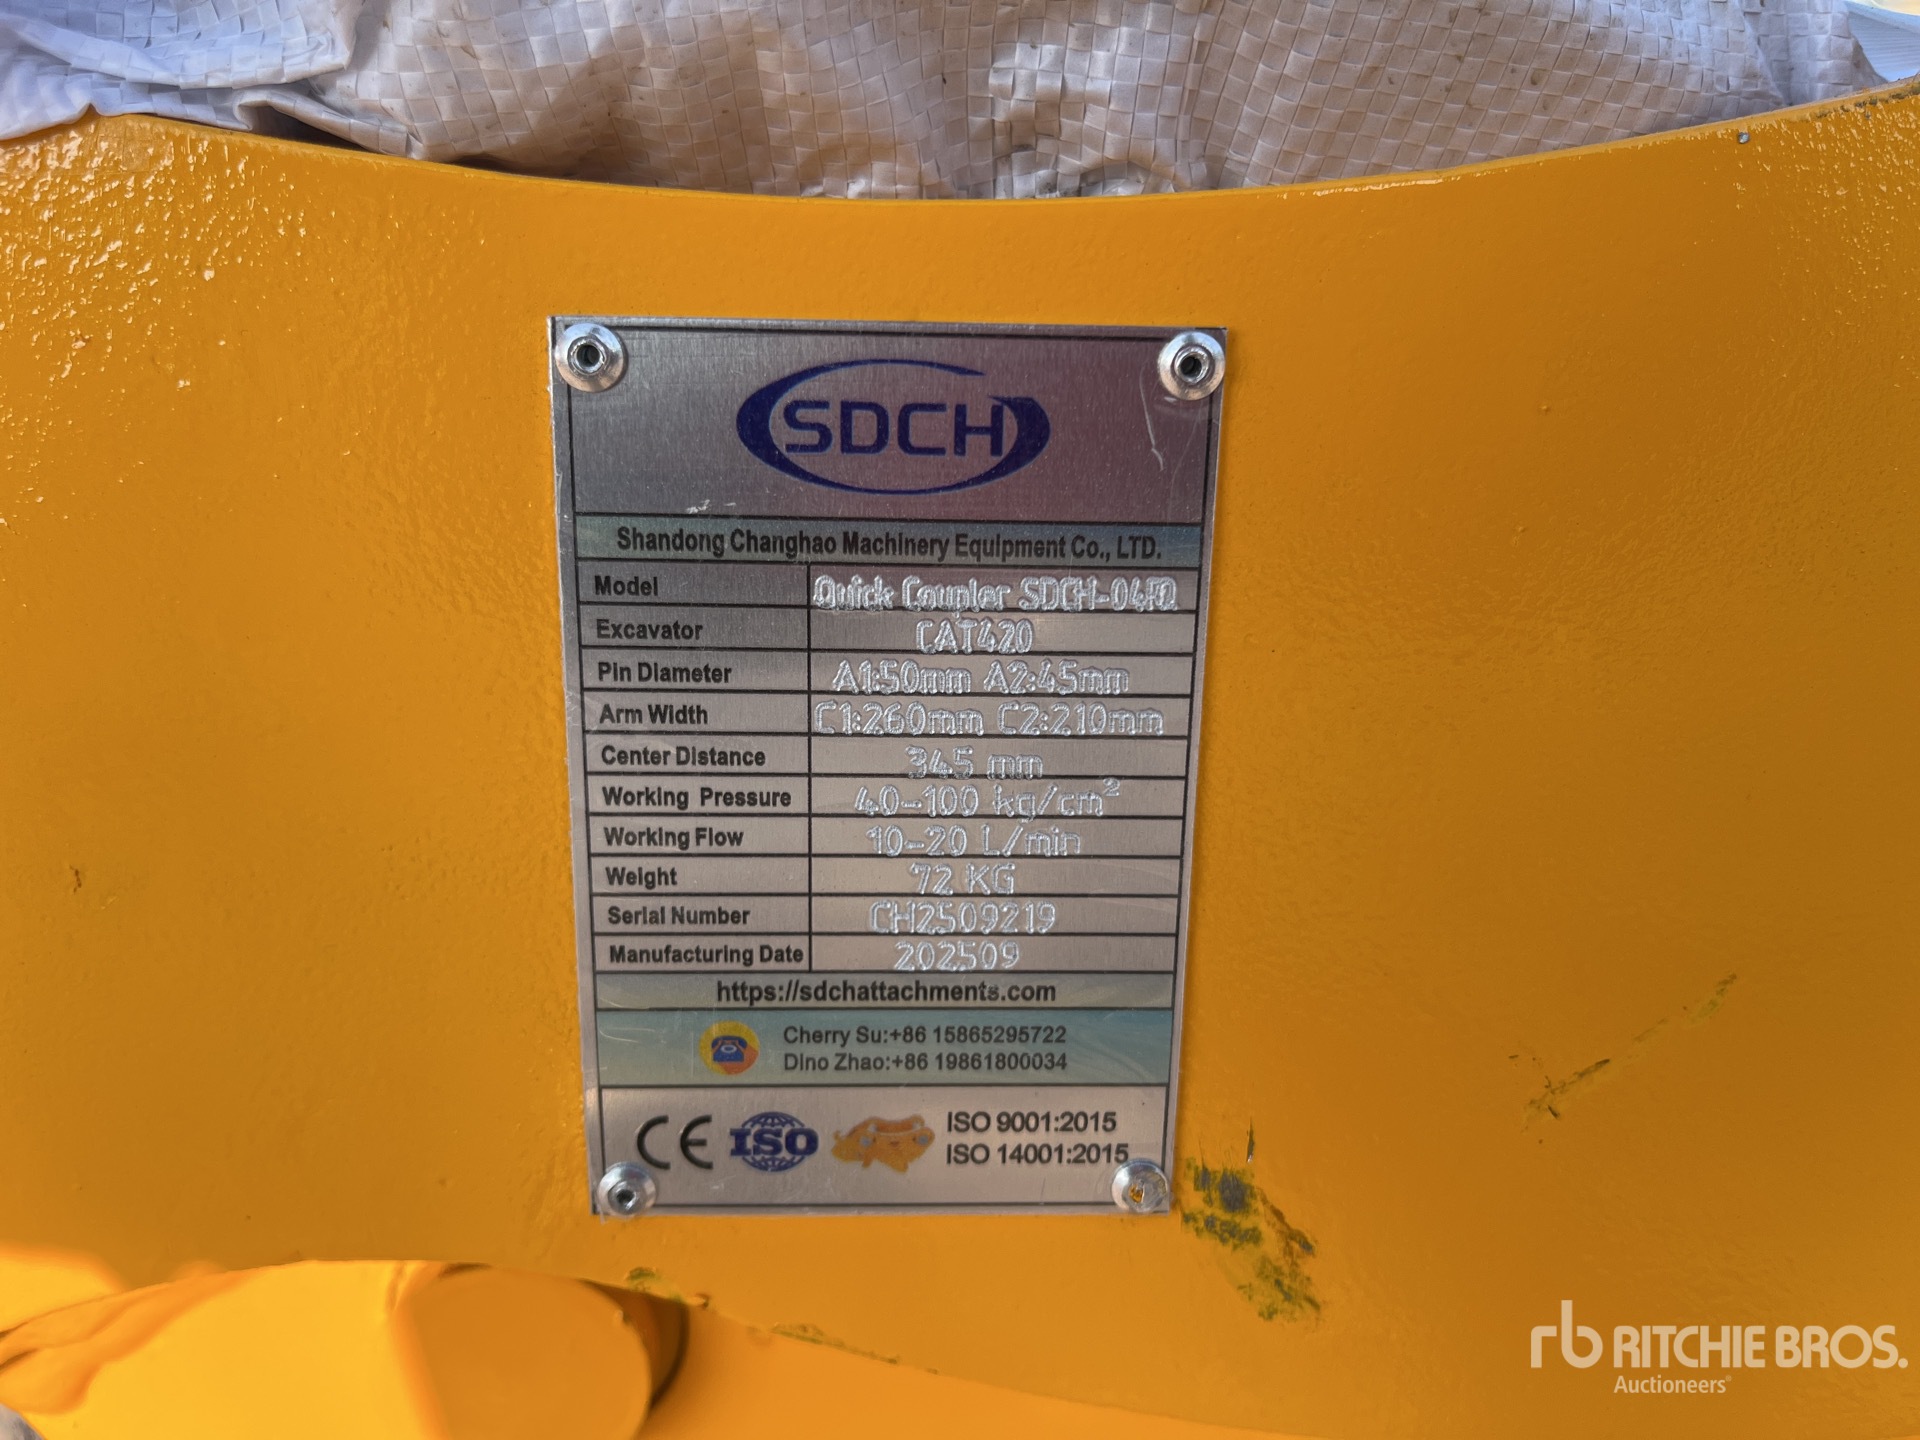 SDCH
Shandong Changhao Machinery Equipment Co., LTD.
Model Quick Coupler SDCH-04FQ
Excavator CAT420
Pin Diameter A1:50mm A2:45mm
Arm Width C1:260mm C2:210mm
Center Distance 345 mm
Working Pressure 40-100 kg/cm²
Working Flow 10-20 L/min
Weight 72 KG
Serial Number CH2509219
Manufacturing Date 202509
https://sdchattachments.com
Cherry Su:+86 15865295722
Dino Zhao:+86 19861800034
CE ISO ISO 9001:2015
ISO 14001:2015
rb RITCHIE BROS.
Auctioneers